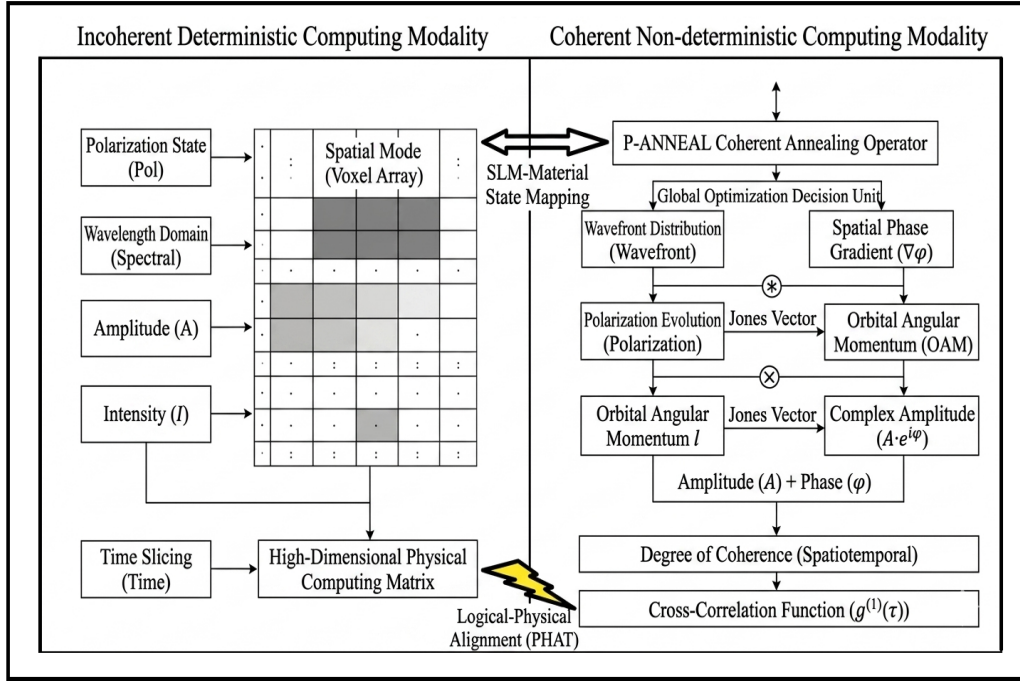 Incoherent Deterministic Computing Modality
Coherent Non-deterministic Computing Modality
Polarization State
(Pol)
Wavelength Domain
(Spectral)
Amplitude (A)
Intensity (I)
Time Slicing
(Time)
Spatial Mode
(Voxel Array)
High-Dimensional Physical
Computing Matrix
SLM-Material
State Mapping
Logical-Physical
Alignment (PHAT)
P-ANNEAL Coherent Annealing Operator
Global Optimization Decision Unit
Wavefront Distribution
(Wavefront)
Spatial Phase
Gradient (∇φ)
Polarization Evolution
(Polarization)
Jones Vector
Orbital Angular
Momentum (OAM)
Orbital Angular
Momentum l
Jones Vector
Complex Amplitude
(A·e^{iφ})
Amplitude (A) + Phase (φ)
Degree of Coherence (Spatiotemporal)
Cross-Correlation Function (g⁽¹⁾(τ))